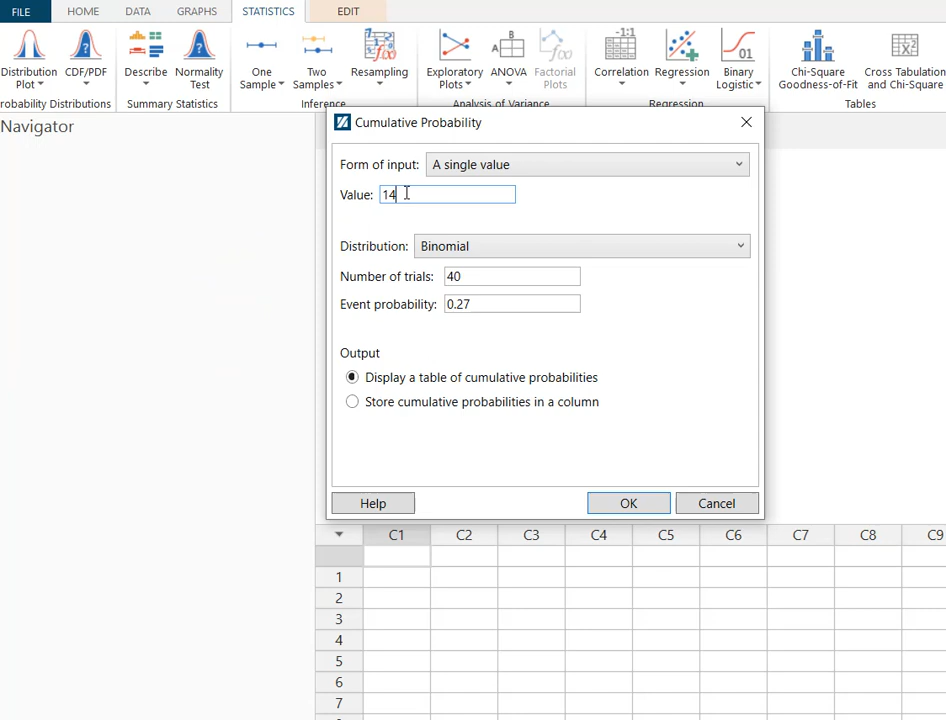 FILE HOME DATA GRAPHS STATISTICS EDIT
-1:1
A B
f(x)
01
Distribution CDF/PDF Describe Normality One Two Resampling Exploratory ANOVA Factorial Correlation Regression Binary Chi-Square Cross Tabulation
Plot Test Sample Samples Plots Plots Logistic Goodness-of-Fit and Chi-Square
robability Distributions Summary Statistics Inference Analysis of Variance Regression Tables
Navigator
Cumulative Probability
Form of input: A single value
Value: 14
Distribution: Binomial
Number of trials: 40
Event probability: 0.27
Output
Display a table of cumulative probabilities
Store cumulative probabilities in a column
Help OK Cancel
C1 C2 C3 C4 C5 C6 C7 C8 C9
1
2
3
4
5
6
7